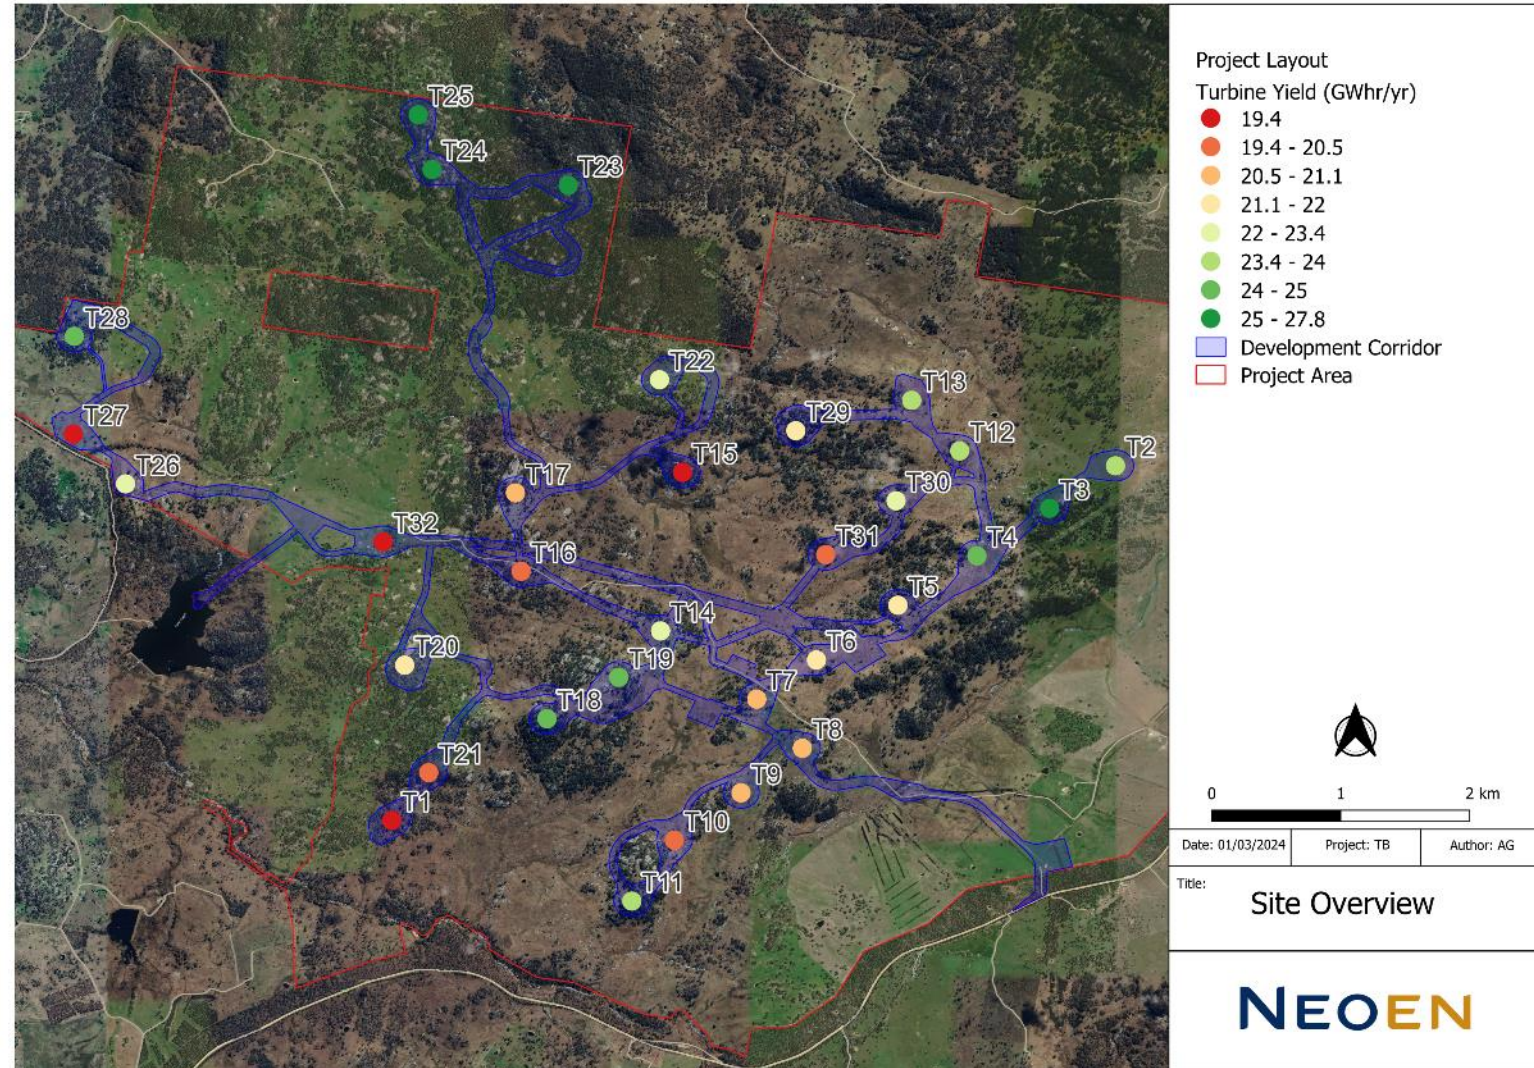 T25
T24
T23
T28
T22
T13
T27
T29
T12
T2
T26
T17
T15
T30
T3
T32
T31
T4
T16
T5
T14
T20
T19
T6
T18
T7
T21
T8
T1
T9
T10
T11
Project Layout
Turbine Yield (GWhr/yr)
19.4
19.4 - 20.5
20.5 - 21.1
21.1 - 22
22 - 23.4
23.4 - 24
24 - 25
25 - 27.8
Development Corridor
Project Area
0 1 2 km
Date: 01/03/2024 Project: TB Author: AG
Title:
Site Overview
NEOEN